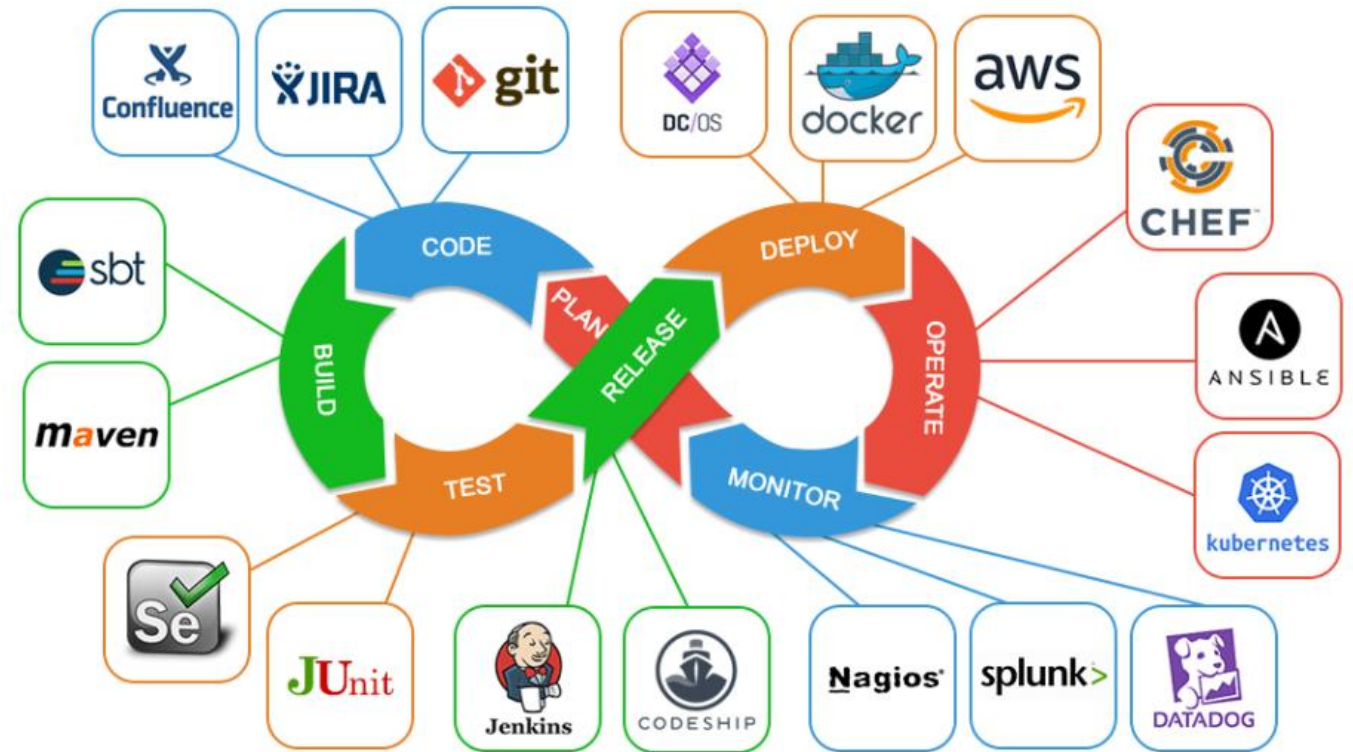 Confluence
JIRA
git
DC/OS
docker
aws
CHEF
sbt
CODE
DEPLOY
PLAN
RELEASE
OPERATE
ANSIBLE
BUILD
maven
TEST
MONITOR
kubernetes
Se
JUnit
Jenkins
CODESHIP
Nagios
splunk>
DATADOG